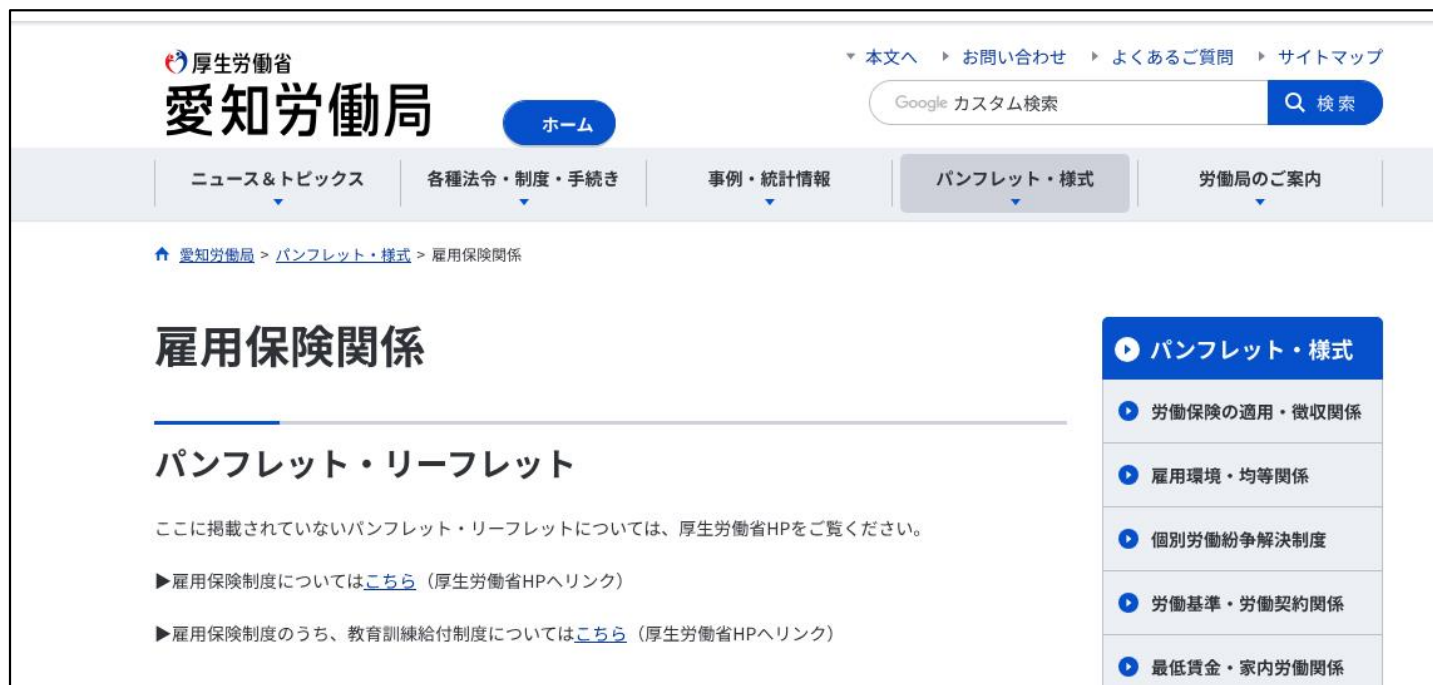 厚生労働省
愛知労働局
ホーム
本文へ お問い合わせ よくあるご質問 サイトマップ
Google カスタム検索 検索
ニュース＆トピックス 各種法令・制度・手続き 事例・統計情報 パンフレット・様式 労働局のご案内
愛知労働局 > パンフレット・様式 > 雇用保険関係
雇用保険関係
パンフレット・リーフレット
ここに掲載されていないパンフレット・リーフレットについては、厚生労働省HPをご覧ください。
▶雇用保険制度についてはこちら（厚生労働省HPへリンク）
▶雇用保険制度のうち、教育訓練給付制度についてはこちら（厚生労働省HPへリンク）
パンフレット・様式
労働保険の適用・徴収関係
雇用環境・均等関係
個別労働紛争解決制度
労働基準・労働契約関係
最低賃金・家内労働関係